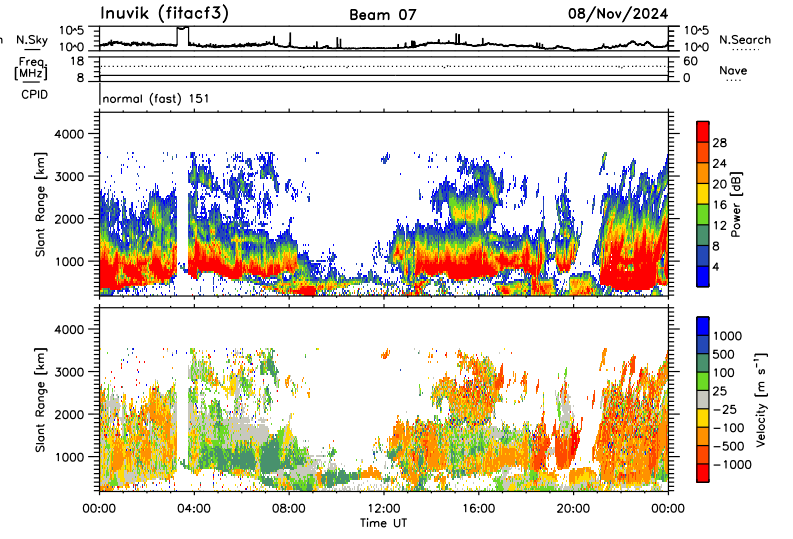 Inuvik (fitacf3) Beam 07 08/Nov/2024
N.Sky 10^5 10^5 N.Search
10^0 10^0
Freq. 18 60 Nave
[MHz] 8 0
CPID normal (fast) 151
4000
3000
2000
1000
Slant Range [km]
28
24
20
16
12
8
4
Power [dB]
4000
3000
2000
1000
Slant Range [km]
1000
500
100
25
-25
-100
-500
-1000
Velocity [m s⁻¹]
00:00 04:00 08:00 12:00 16:00 20:00 00:00
Time UT